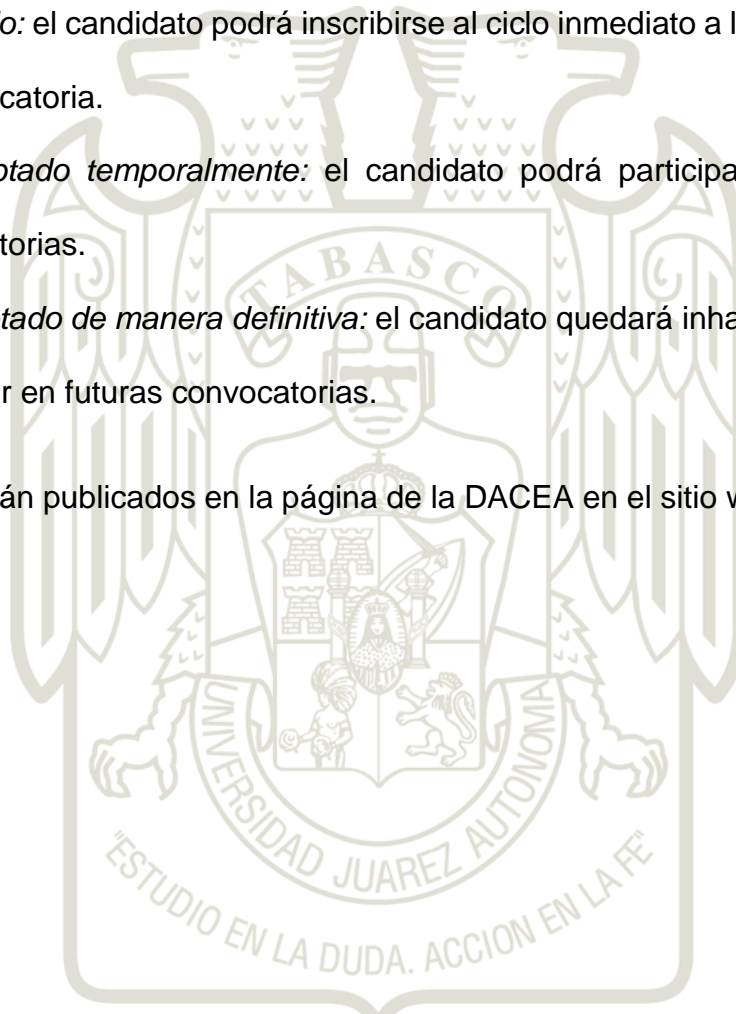 o: el candidato podrá inscribirse al ciclo inmediato a l
catoria.
ptado temporalmente: el candidato podrá participa
torias.
TABASCO
tado de manera definitiva: el candidato quedará inha
r en futuras convocatorias.
án publicados en la página de la DACEA en el sitio w
UNIVERSIDAD JUAREZ AUTONOMA
"ESTUDIO EN LA DUDA. ACCION EN LA FE"